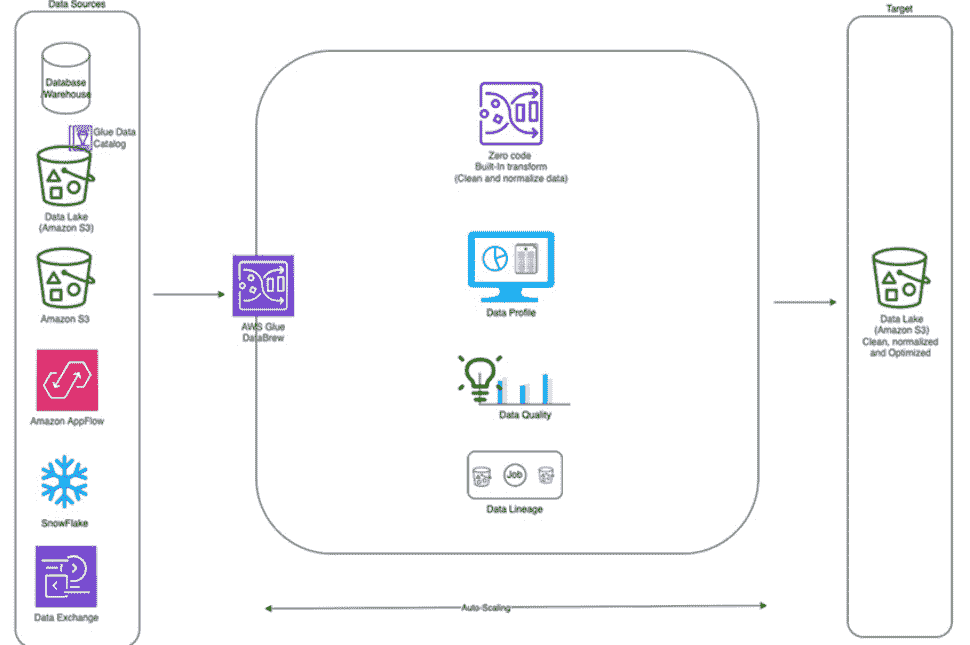 Data Sources
Database
/Warehouse
Glue Data
Catalog
Data Lake
(Amazon S3)
Amazon S3
Amazon AppFlow
SnowFlake
Data Exchange
AWS Glue
DataBrew
Zero code
Built-In transform
(Clean and normalize data)
Data Profile
Data Quality
Job
Data Lineage
Auto-Scaling
Target
Data Lake
(Amazon S3)
Clean, normalized
and Optimized